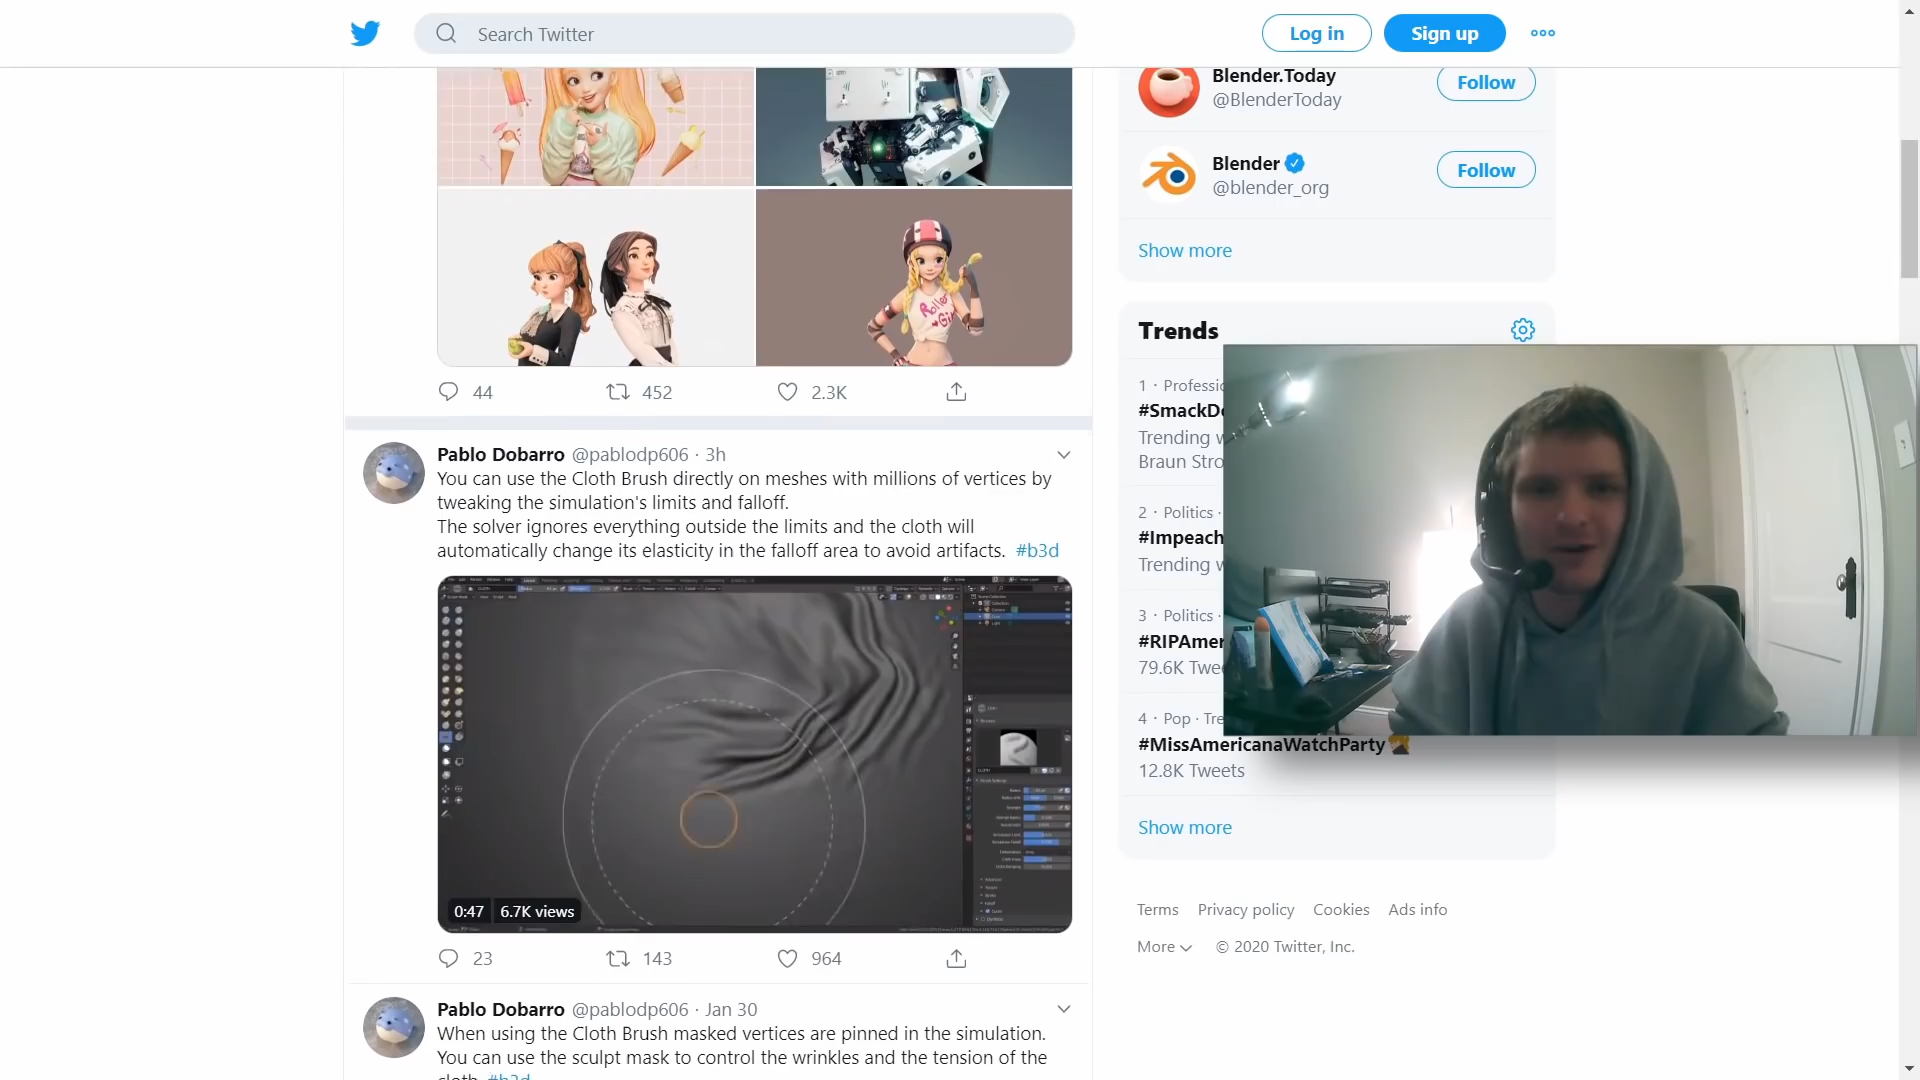 Search Twitter
Log in
Sign up
Blender.Today
@BlenderToday
Follow
Blender
@blender_org
Follow
Show more
Roller
Girl
44
452
2.3K
Trends
1 · Professio
#SmackDo
Trending w
Braun Stro
2 · Politics ·
#Impeach
Trending w
3 · Politics ·
#RIPAmer
79.6K Twee
4 · Pop · Tre
#MissAmericanaWatchParty
12.8K Tweets
Show more
Pablo Dobarro @pablodp606 · 3h
You can use the Cloth Brush directly on meshes with millions of vertices by
tweaking the simulation's limits and falloff.
The solver ignores everything outside the limits and the cloth will
automatically change its elasticity in the falloff area to avoid artifacts. #b3d
0:47
6.7K views
23
143
964
Terms
Privacy policy
Cookies
Ads info
More
© 2020 Twitter, Inc.
Pablo Dobarro @pablodp606 · Jan 30
When using the Cloth Brush masked vertices are pinned in the simulation.
You can use the sculpt mask to control the wrinkles and the tension of the
cloth. #b3d